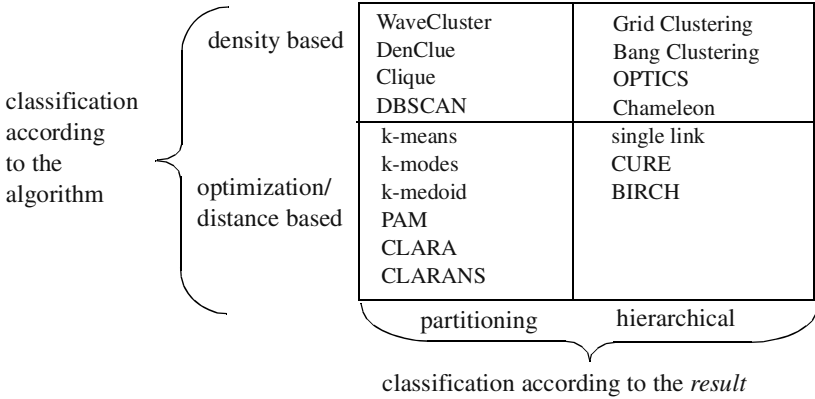 classification
according
to the
algorithm
density based
WaveCluster
DenClue
Clique
DBSCAN
Grid Clustering
Bang Clustering
OPTICS
Chameleon
optimization/
distance based
k-means
k-modes
k-medoid
PAM
CLARA
CLARANS
single link
CURE
BIRCH
partitioning
hierarchical
classification according to the result